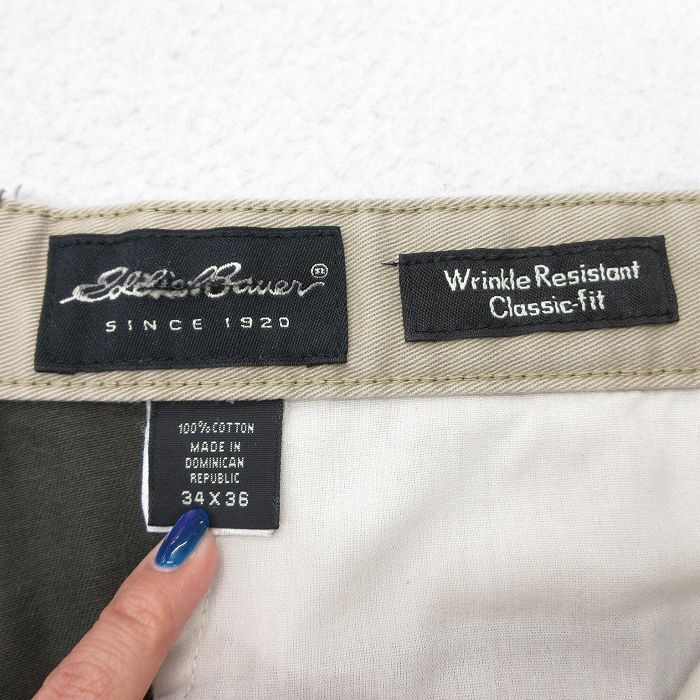 Eddie Bauer
SINCE 1920
Wrinkle Resistant
Classic-fit
100% COTTON
MADE IN
DOMINICAN
REPUBLIC
34 X 36